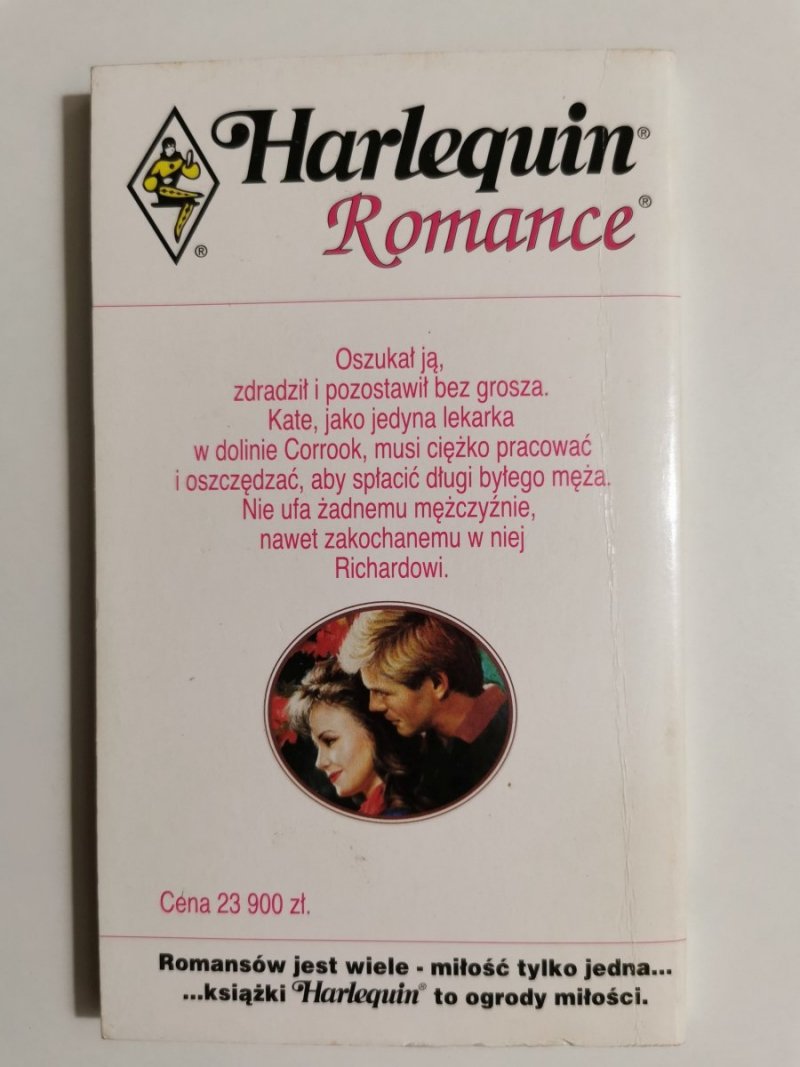 Harlequin®
Romance®
®
Oszukał ją,
zdradził i pozostawił bez grosza.
Kate, jako jedyna lekarka
w dolinie Corrook, musi ciężko pracować
i oszczędzać, aby spłacić długi byłego męża.
Nie ufa żadnemu mężczyźnie,
nawet zakochanemu w niej
Richardowi.
Cena 23 900 zł.
Romansów jest wiele - miłość tylko jedna...
...książki Harlequin® to ogrody miłości.